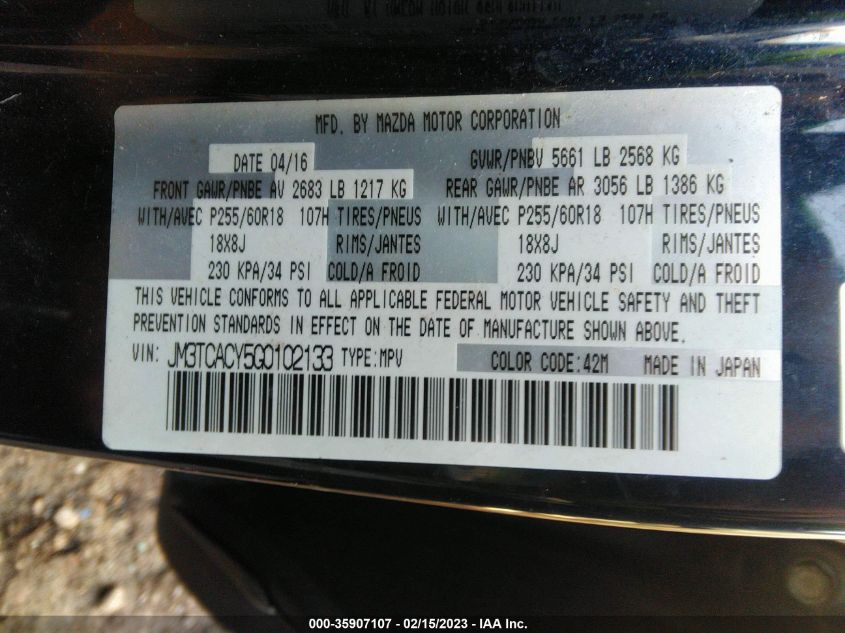 MFD. BY MAZDA MOTOR CORPORATION
DATE 04/16 GVWR/PNBV 5661 LB 2568 KG
FRONT GAWR/PNBE AV 2683 LB 1217 KG REAR GAWR/PNBE AR 3056 LB 1386 KG
WITH/AVEC P255/60R18 107H TIRES/PNEUS WITH/AVEC P255/60R18 107H TIRES/PNEUS
18X8J RIMS/JANTES 18X8J RIMS/JANTES
230 KPA/34 PSI COLD/A FROID 230 KPA/34 PSI COLD/A FROID
THIS VEHICLE CONFORMS TO ALL APPLICABLE FEDERAL MOTOR VEHICLE SAFETY AND THEFT
PREVENTION STANDARDS IN EFFECT ON THE DATE OF MANUFACTURE SHOWN ABOVE.
VIN: JM3TCACY5G0102133 TYPE:MPV COLOR CODE:42M MADE IN JAPAN
000-35907107 - 02/15/2023 - IAA Inc.